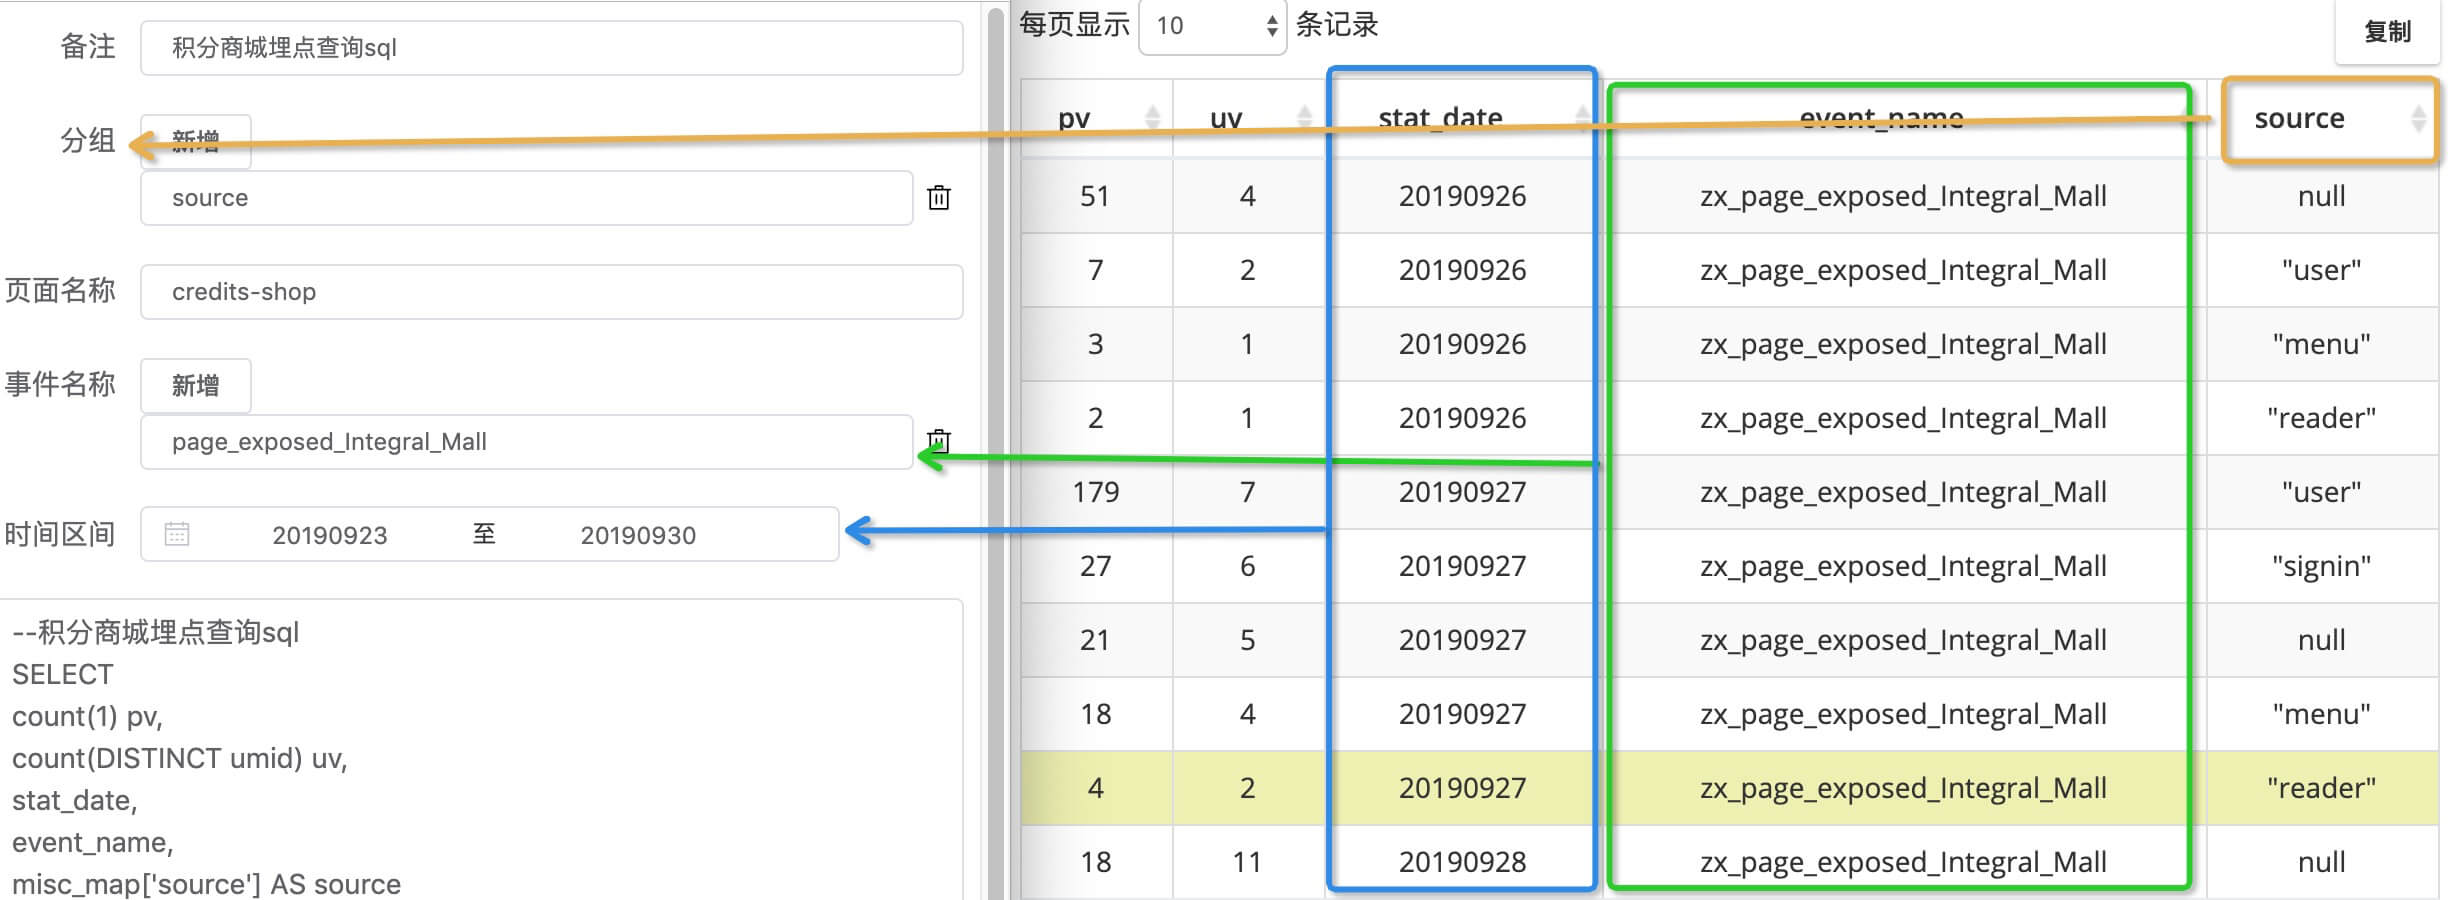 备注
积分商城埋点查询sql
分组
新增
source
页面名称
credits-shop
事件名称
新增
page_exposed_Integral_Mall
时间区间
20190923 至 20190930
--积分商城埋点查询sql
SELECT
count(1) pv,
count(DISTINCT umid) uv,
stat_date,
event_name,
misc_map['source'] AS source
每页显示 10 条记录
复制
pv uv stat_date event_name source
51 4 20190926 zx_page_exposed_Integral_Mall null
7 2 20190926 zx_page_exposed_Integral_Mall "user"
3 1 20190926 zx_page_exposed_Integral_Mall "menu"
2 1 20190926 zx_page_exposed_Integral_Mall "reader"
179 7 20190927 zx_page_exposed_Integral_Mall "user"
27 6 20190927 zx_page_exposed_Integral_Mall "signin"
21 5 20190927 zx_page_exposed_Integral_Mall null
18 4 20190927 zx_page_exposed_Integral_Mall "menu"
4 2 20190927 zx_page_exposed_Integral_Mall "reader"
18 11 20190928 zx_page_exposed_Integral_Mall null